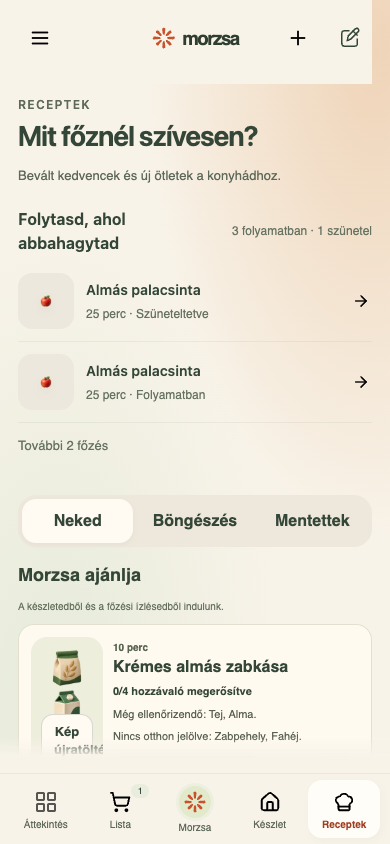 morzsa
RECEPTEK
Mit főznél szívesen?
Bevált kedvencek és új ötletek a konyhádhoz.
Folytasd, ahol
abbahagytad
3 folyamatban · 1 szünetel
Almás palacsinta
25 perc · Szüneteltetve
Almás palacsinta
25 perc · Folyamatban
További 2 főzés
Neked
Böngészés
Mentettek
Morzsa ajánlja
A készletedből és a főzési ízlésedből indulunk.
10 perc
Krémes almás zabkása
0/4 hozzávaló megerősítve
Még ellenőrizendő: Tej, Alma.
Nincs otthon jelölve: Zabpehely, Fahéj.
Kép
újratölté
1
Áttekintés
Lista
Morzsa
Készlet
Receptek